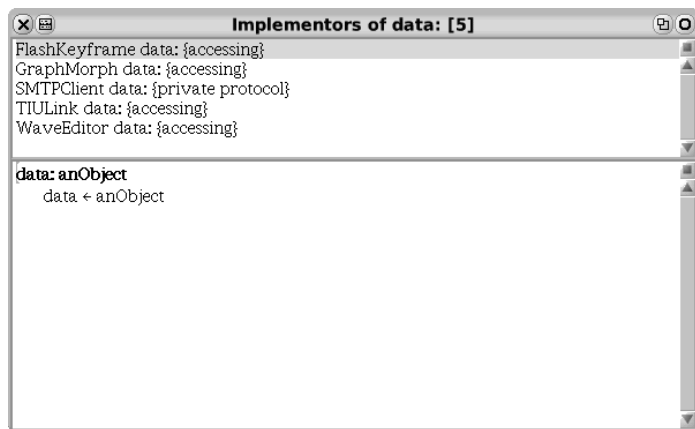 Implementors of data: [5]
FlashKeyframe data: {accessing}
GraphMorph data: {accessing}
SMTPClient data: {private protocol}
TIULink data: {accessing}
WaveEditor data: {accessing}
data: anObject
data ← anObject